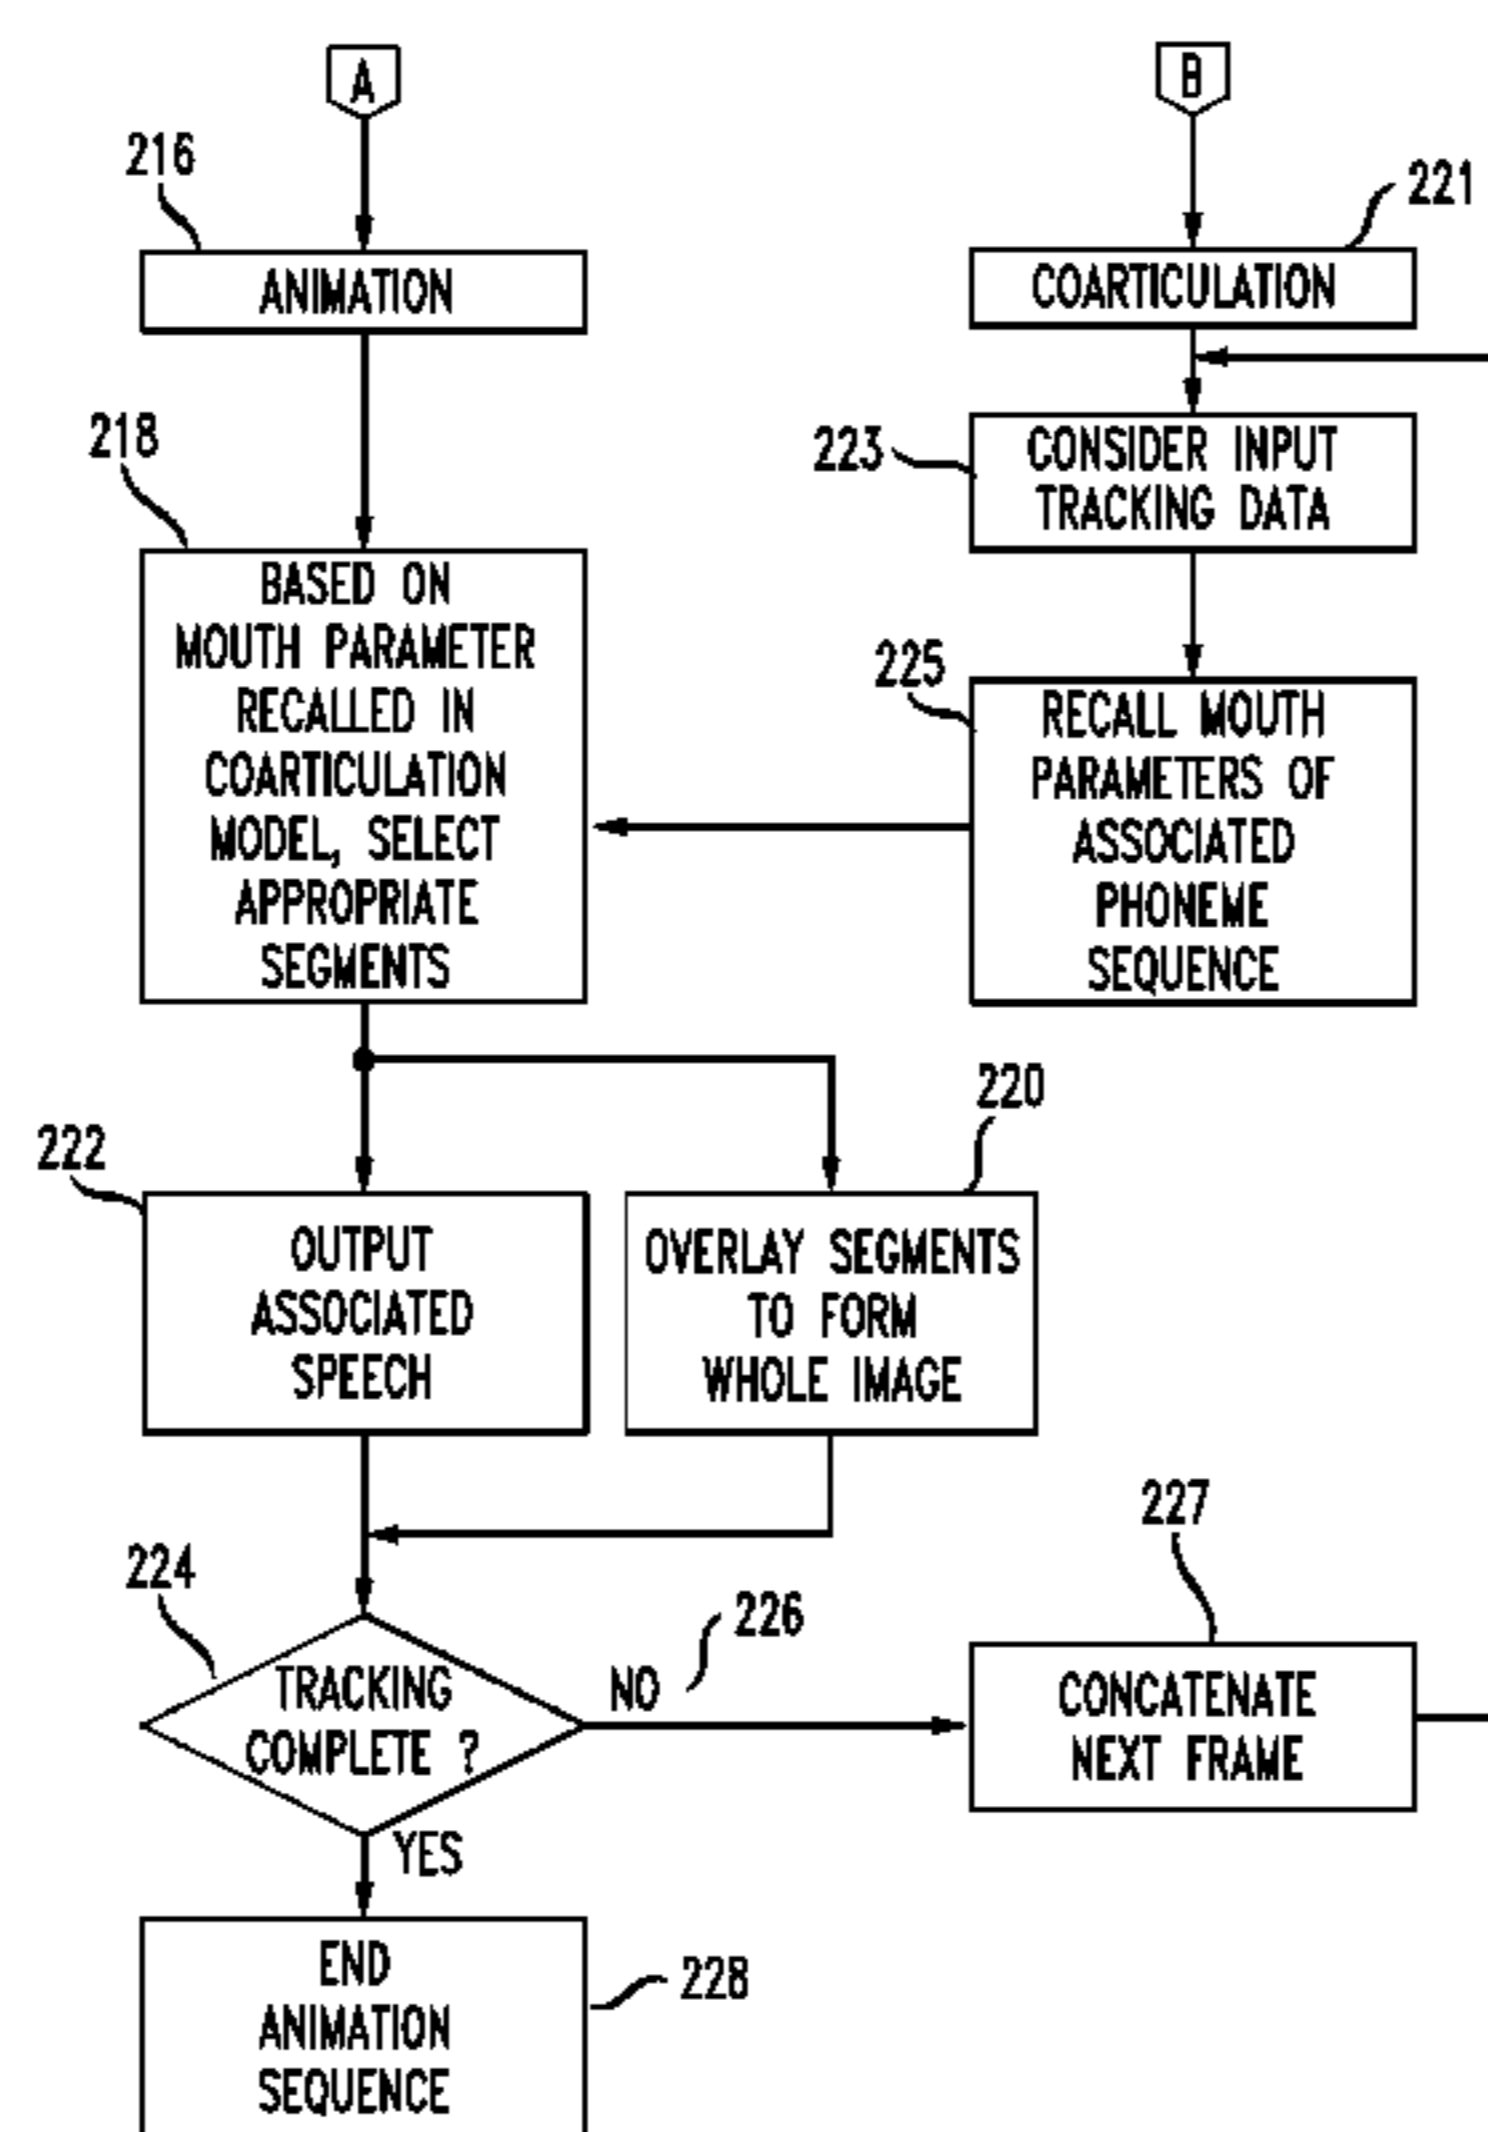 A
216
ANIMATION
218
BASED ON
MOUTH PARAMETER
RECALLED IN
COARTICULATION
MODEL, SELECT
APPROPRIATE
SEGMENTS
222
OUTPUT
ASSOCIATED
SPEECH
220
OVERLAY SEGMENTS
TO FORM
WHOLE IMAGE
224
TRACKING
COMPLETE ?
NO
226
YES
END
ANIMATION
SEQUENCE
228
B
221
COARTICULATION
223
CONSIDER INPUT
TRACKING DATA
225
RECALL MOUTH
PARAMETERS OF
ASSOCIATED
PHONEME
SEQUENCE
227
CONCATENATE
NEXT FRAME